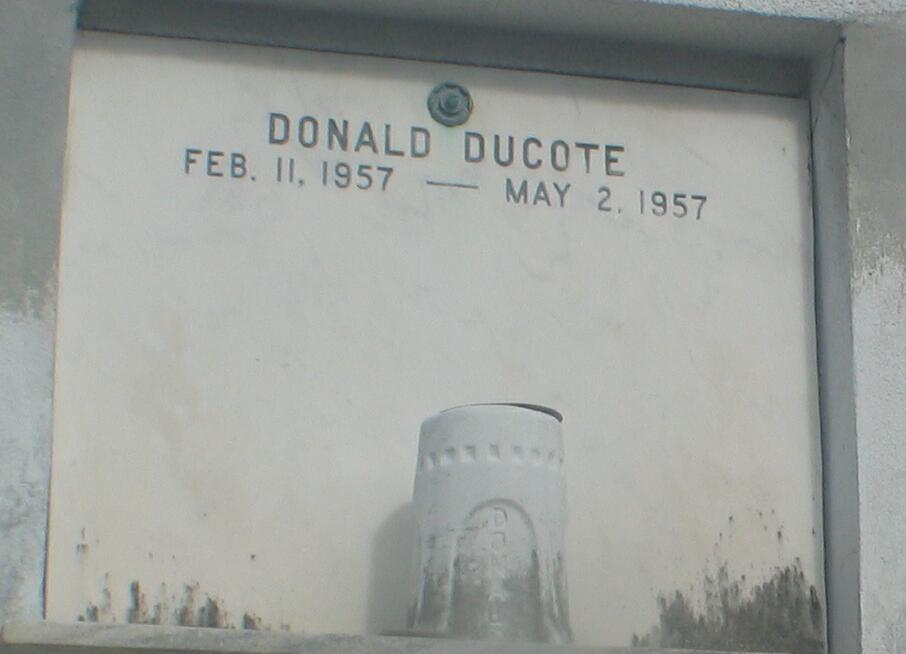 DONALD DUCOTE
FEB. 11, 1957 — MAY 2, 1957